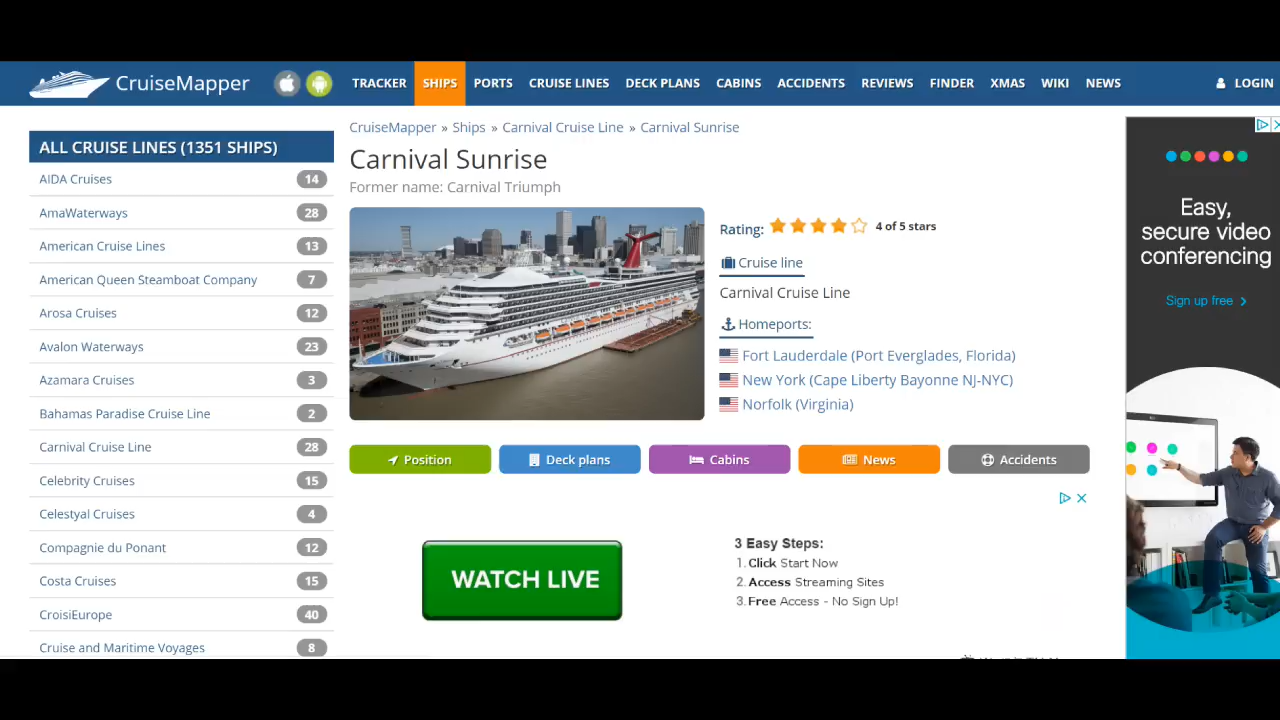 CruiseMapper
TRACKER
SHIPS
PORTS
CRUISE LINES
DECK PLANS
CABINS
ACCIDENTS
REVIEWS
FINDER
XMAS
WIKI
NEWS
LOGIN
ALL CRUISE LINES (1351 SHIPS)
AIDA Cruises 14
AmaWaterways 28
American Cruise Lines 13
American Queen Steamboat Company 7
Arosa Cruises 12
Avalon Waterways 23
Azamara Cruises 3
Bahamas Paradise Cruise Line 2
Carnival Cruise Line 28
Celebrity Cruises 15
Celestyal Cruises 4
Compagnie du Ponant 12
Costa Cruises 15
CroisiEurope 40
Cruise and Maritime Voyages 8
CruiseMapper » Ships » Carnival Cruise Line » Carnival Sunrise
Carnival Sunrise
Former name: Carnival Triumph
Rating: 4 of 5 stars
Cruise line
Carnival Cruise Line
Homeports:
Fort Lauderdale (Port Everglades, Florida)
New York (Cape Liberty Bayonne NJ-NYC)
Norfolk (Virginia)
Position
Deck plans
Cabins
News
Accidents
WATCH LIVE
3 Easy Steps:
1. Click Start Now
2. Access Streaming Sites
3. Free Access - No Sign Up!
Easy,
secure video
conferencing
Sign up free